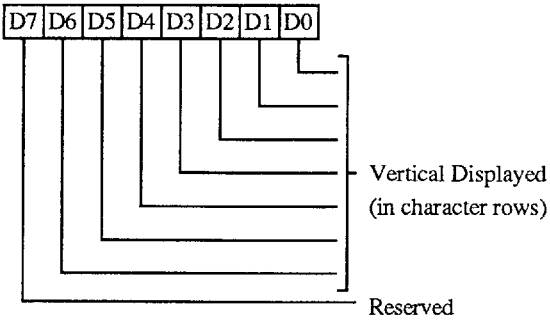 D7 D6 D5 D4 D3 D2 D1 D0
Vertical Displayed
(in character rows)
Reserved